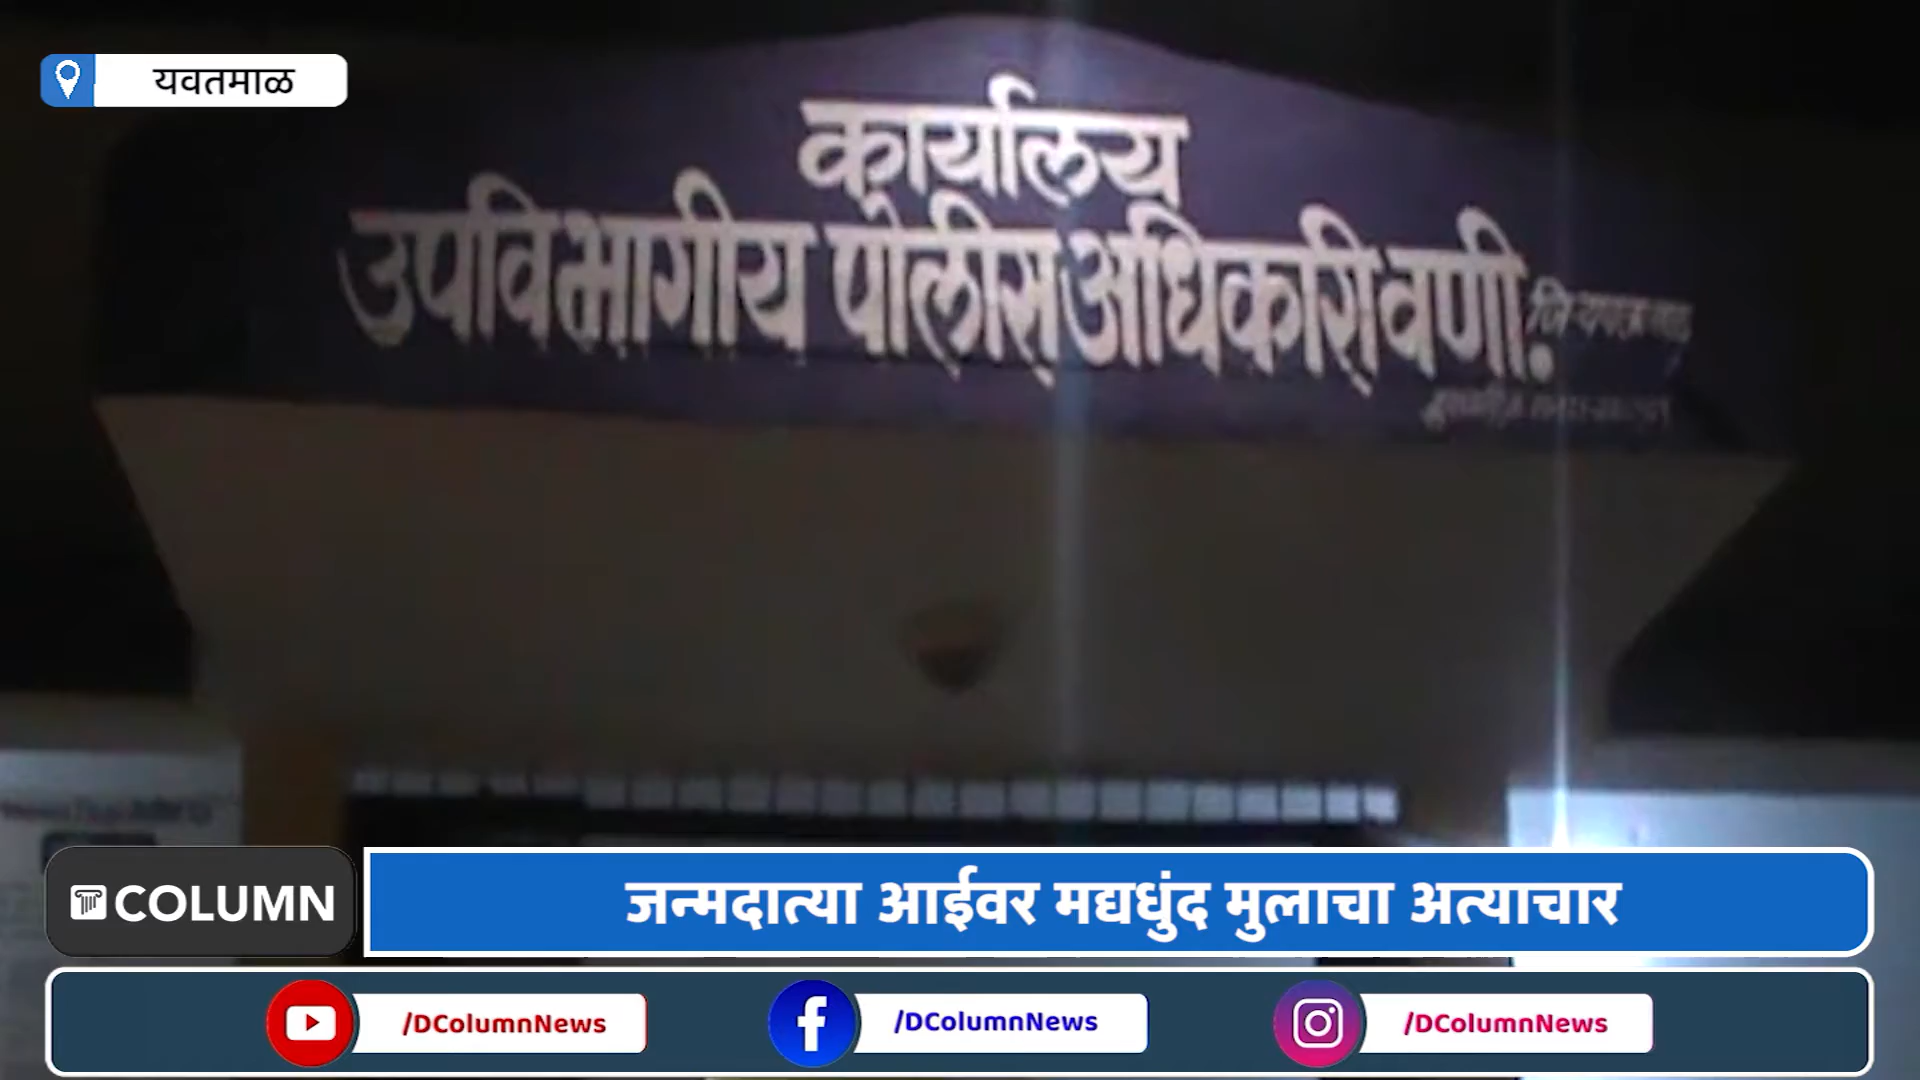 यवतमाळ
कार्यालय
उपविभागीय पोलीस अधिकारी वणी.
COLUMN
जन्मदात्या आईवर मद्यधुंद मुलाचा अत्याचार
/DColumnNews
/DColumnNews
/DColumnNews